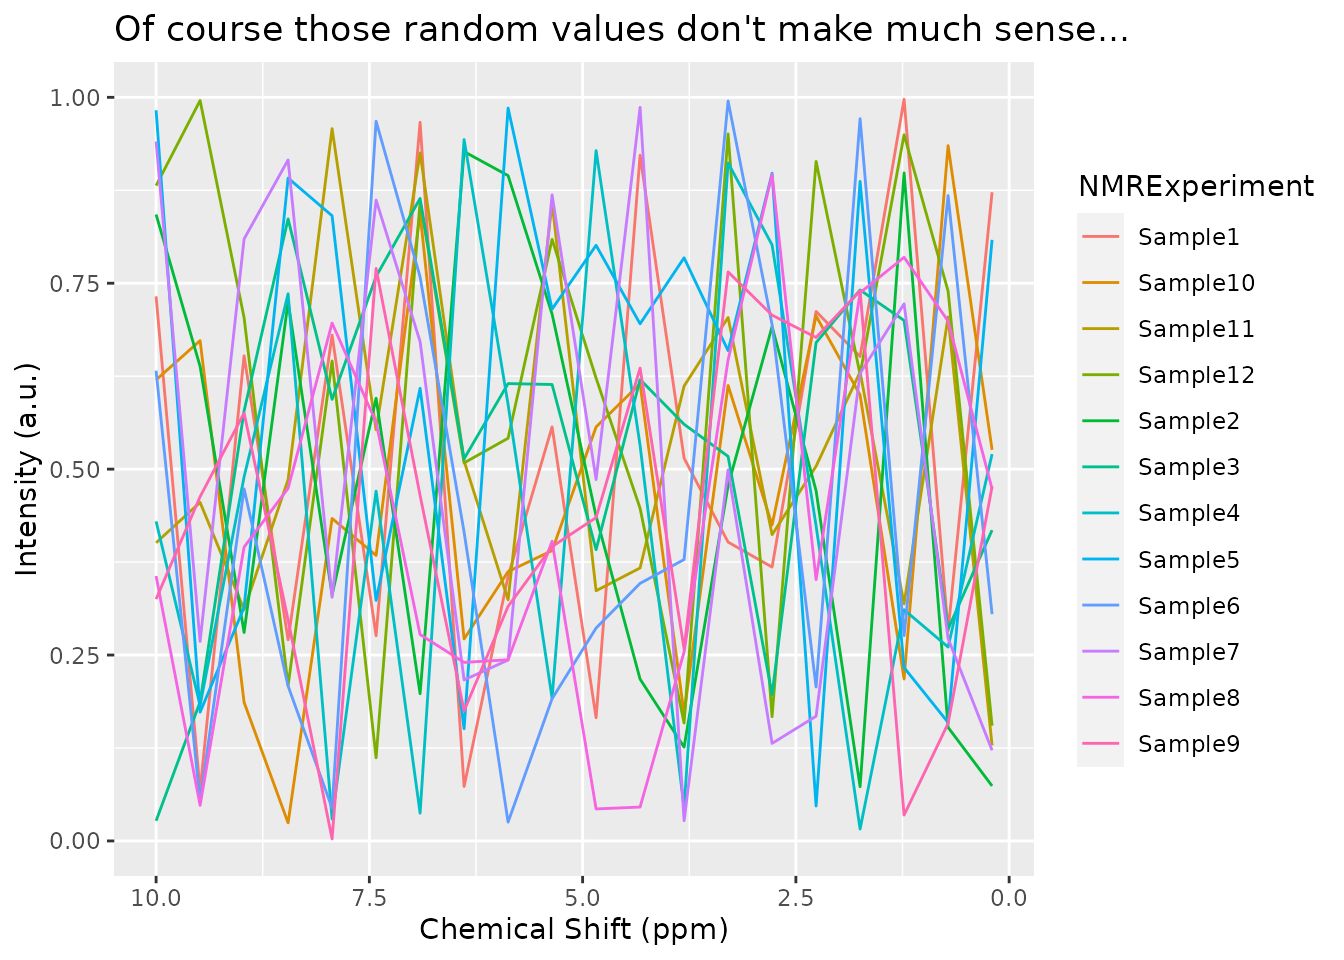 Of course those random values don't make much sense...
Intensity (a.u.)
1.00
0.75
0.50
0.25
0.00
10.0 7.5 5.0 2.5 0.0
Chemical Shift (ppm)
NMRExperiment
Sample1
Sample10
Sample11
Sample12
Sample2
Sample3
Sample4
Sample5
Sample6
Sample7
Sample8
Sample9